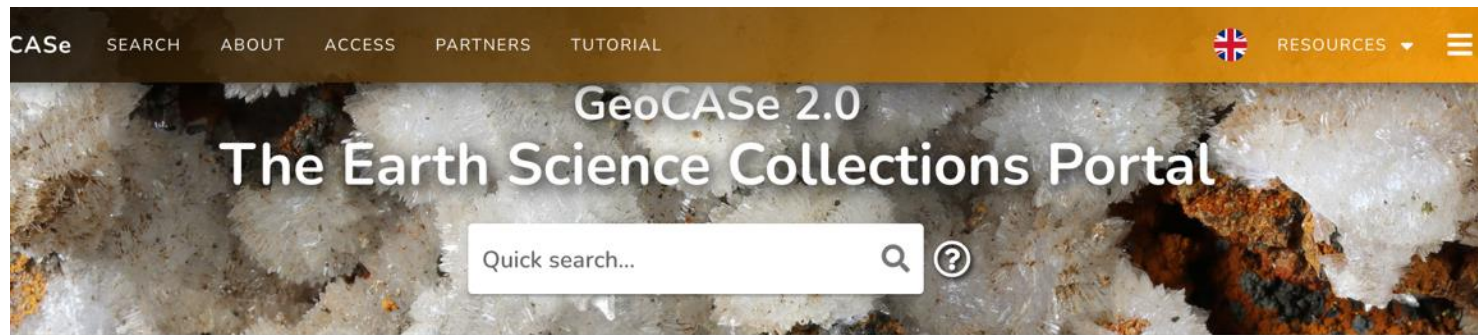 CASe SEARCH ABOUT ACCESS PARTNERS TUTORIAL RESOURCES
GeoCASe 2.0
The Earth Science Collections Portal
Quick search...